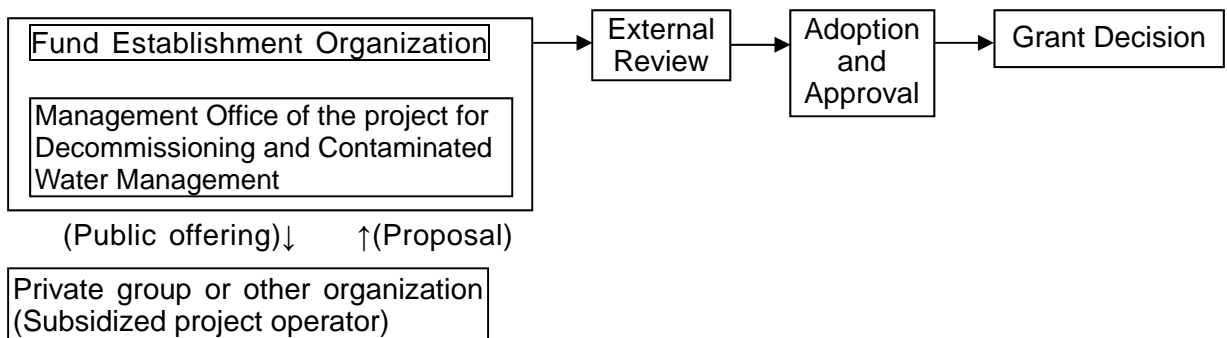 Fund Establishment Organization
Management Office of the project for
Decommissioning and Contaminated
Water Management
(Public offering)↓ ↑(Proposal)
Private group or other organization
(Subsidized project operator)
External
Review
Adoption
and
Approval
Grant Decision